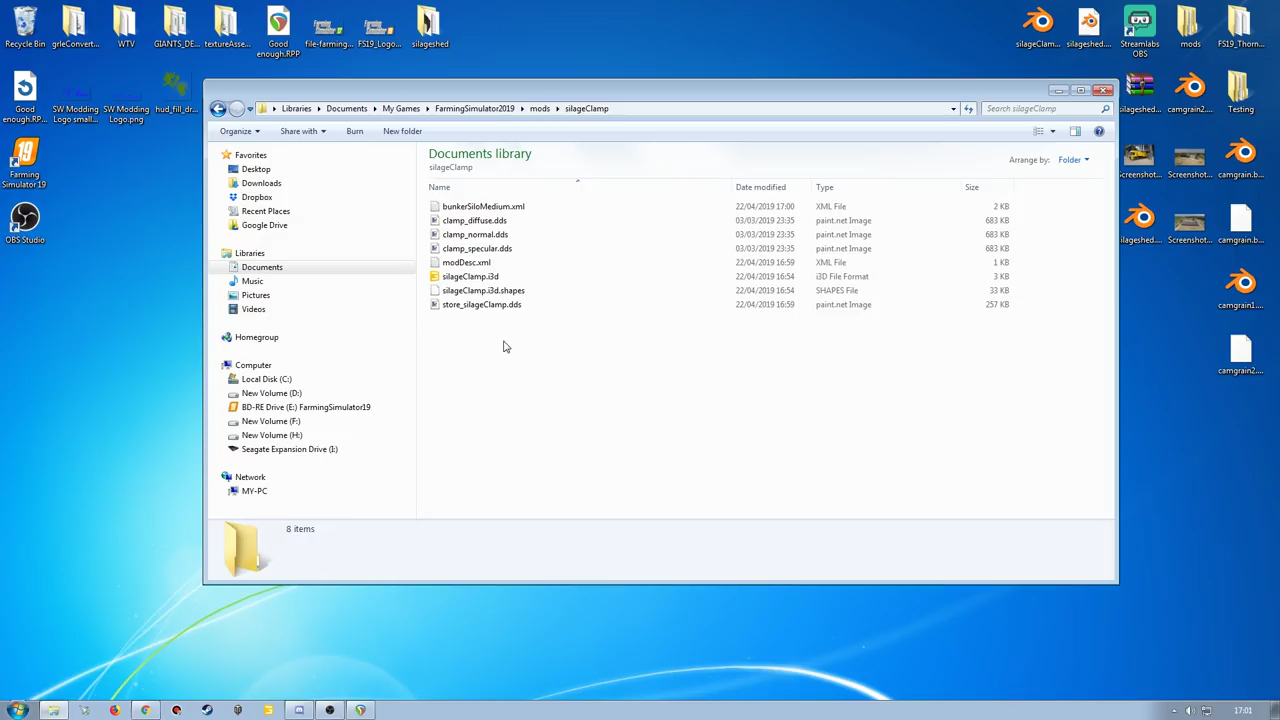 Recycle Bin
grleConvert...
WTV
GIANTS_DE...
textureAsse...
Good
enough.RPP
file-farming...
FS19_Logo...
silageshed
silageClam...
silageshed....
Streamlabs
OBS
mods
FS19_Thorn...
Good
enough.RP...
SW Modding
Logo small...
SW Modding
Logo.png
hud_fill_dr...
Farming
Simulator 19
OBS Studio
Libraries
Documents
My Games
FarmingSimulator2019
mods
silageClamp
Search silageClamp
Organize
Share with
Burn
New folder
Favorites
Desktop
Downloads
Dropbox
Recent Places
Google Drive
Libraries
Documents
Music
Pictures
Videos
Homegroup
Computer
Local Disk (C:)
New Volume (D:)
BD-RE Drive (E:) FarmingSimulator19
New Volume (F:)
New Volume (H:)
Seagate Expansion Drive (I:)
Network
MY-PC
Documents library
silageClamp
Arrange by: Folder
Name Date modified Type Size
bunkerSiloMedium.xml 22/04/2019 17:00 XML File 2 KB
clamp_diffuse.dds 03/03/2019 23:35 paint.net Image 683 KB
clamp_normal.dds 03/03/2019 23:35 paint.net Image 683 KB
clamp_specular.dds 03/03/2019 23:35 paint.net Image 683 KB
modDesc.xml 22/04/2019 16:59 XML File 1 KB
silageClamp.i3d 22/04/2019 16:54 i3D File Format 3 KB
silageClamp.i3d.shapes 22/04/2019 16:54 SHAPES File 33 KB
store_silageClamp.dds 22/04/2019 16:59 paint.net Image 257 KB
8 items
silageshed....
camgrain2....
Testing
Screenshot...
Screenshot...
camgrain.b...
silageshed....
Screenshot...
camgrain.b...
camgrain1....
camgrain2....
17:01